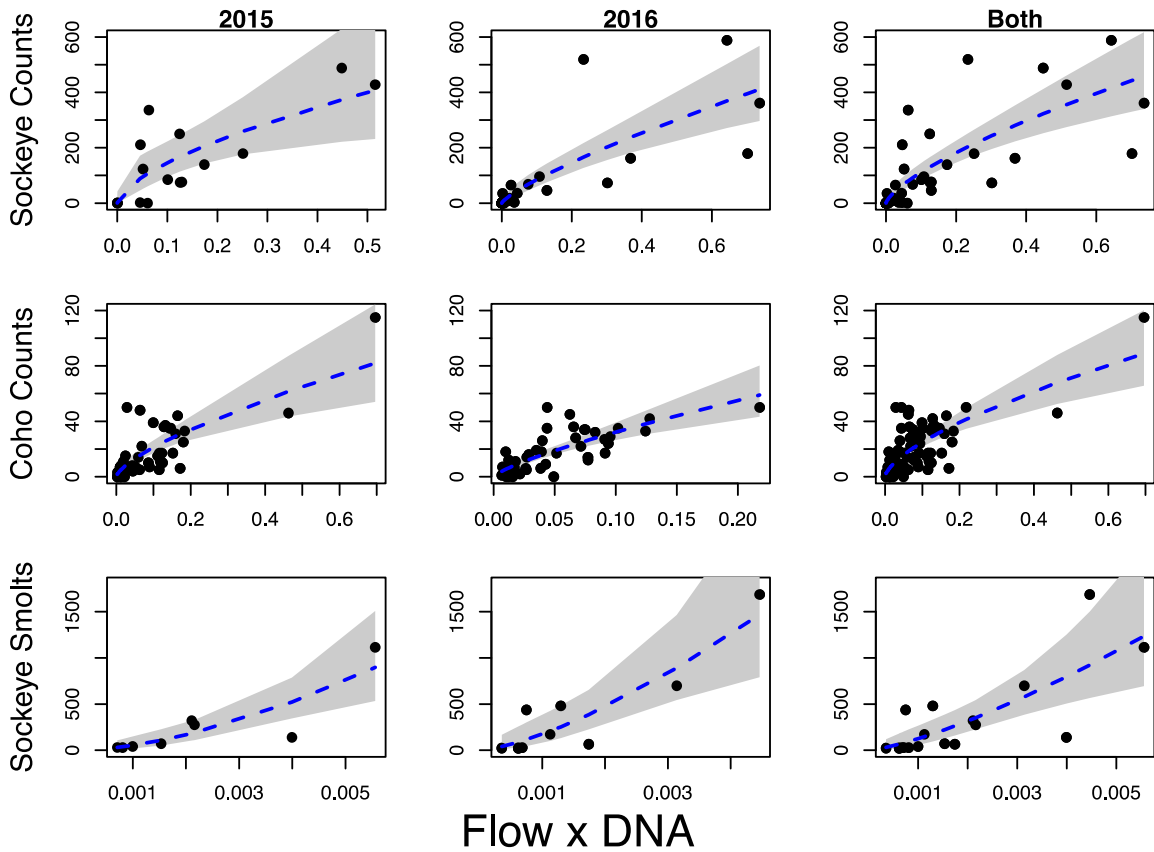 2015 2016 Both
Sockeye Counts
0 200 400 600
0.0 0.1 0.2 0.3 0.4 0.5
0 200 400 600
0.0 0.2 0.4 0.6
0 200 400 600
0.0 0.2 0.4 0.6
Coho Counts
0 40 80 120
0.0 0.2 0.4 0.6
0 40 80 120
0.00 0.05 0.10 0.15 0.20
0 40 80 120
0.0 0.2 0.4 0.6
Sockeye Smolts
0 500 1500
0.001 0.003 0.005
0 500 1500
0.001 0.003
0 500 1500
0.001 0.003 0.005
Flow x DNA